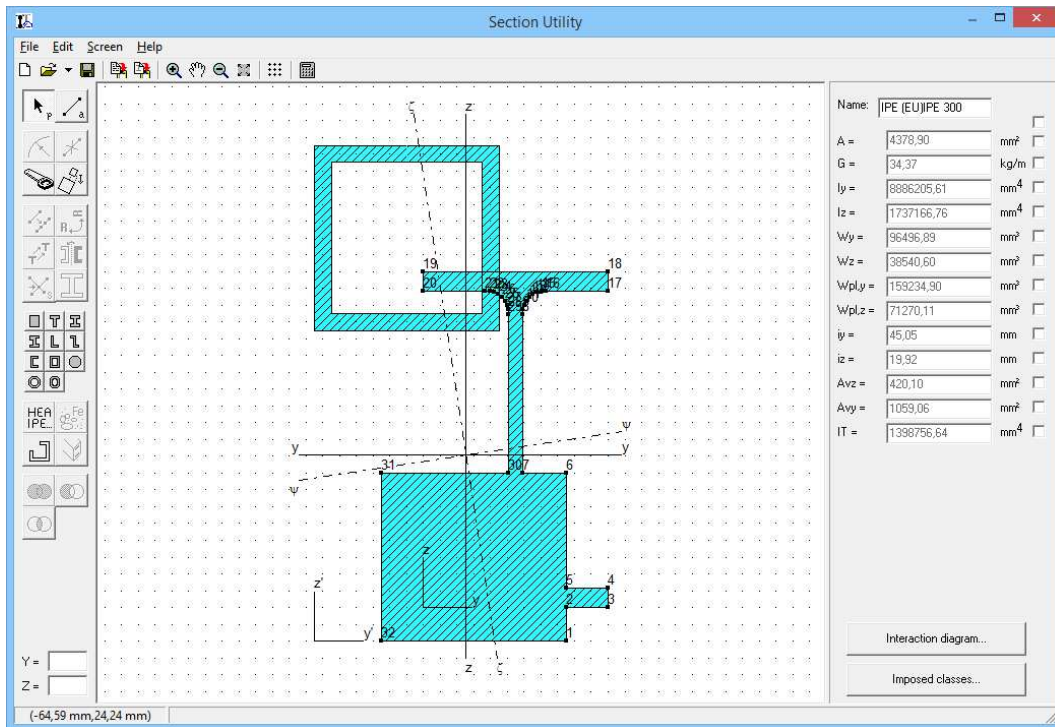 Section Utility
File Edit Screen Help
P
a
R
T
S
HEA
IPE...
Fe
Y =
Z =
(-64,59 mm,24,24 mm)
ζ
z
19
18
20
17
ψ
y
y
31
307
6
ψ
z
5
4
z'
2
3
y
y'
32
1
z
ζ
Name: IPE (EU)IPE 300
A = 4378,90 mm²
G = 34,37 kg/m
Iy = 8886205,61 mm4
Iz = 1737166,76 mm4
Wy = 96496,89 mm³
Wz = 38540,60 mm³
Wpl,y = 159234,90 mm³
Wpl,z = 71270,11 mm³
iy = 45,05 mm
iz = 19,92 mm
Avz = 420,10 mm²
Avy = 1059,06 mm²
IT = 1398756,64 mm4
Interaction diagram...
Imposed classes...